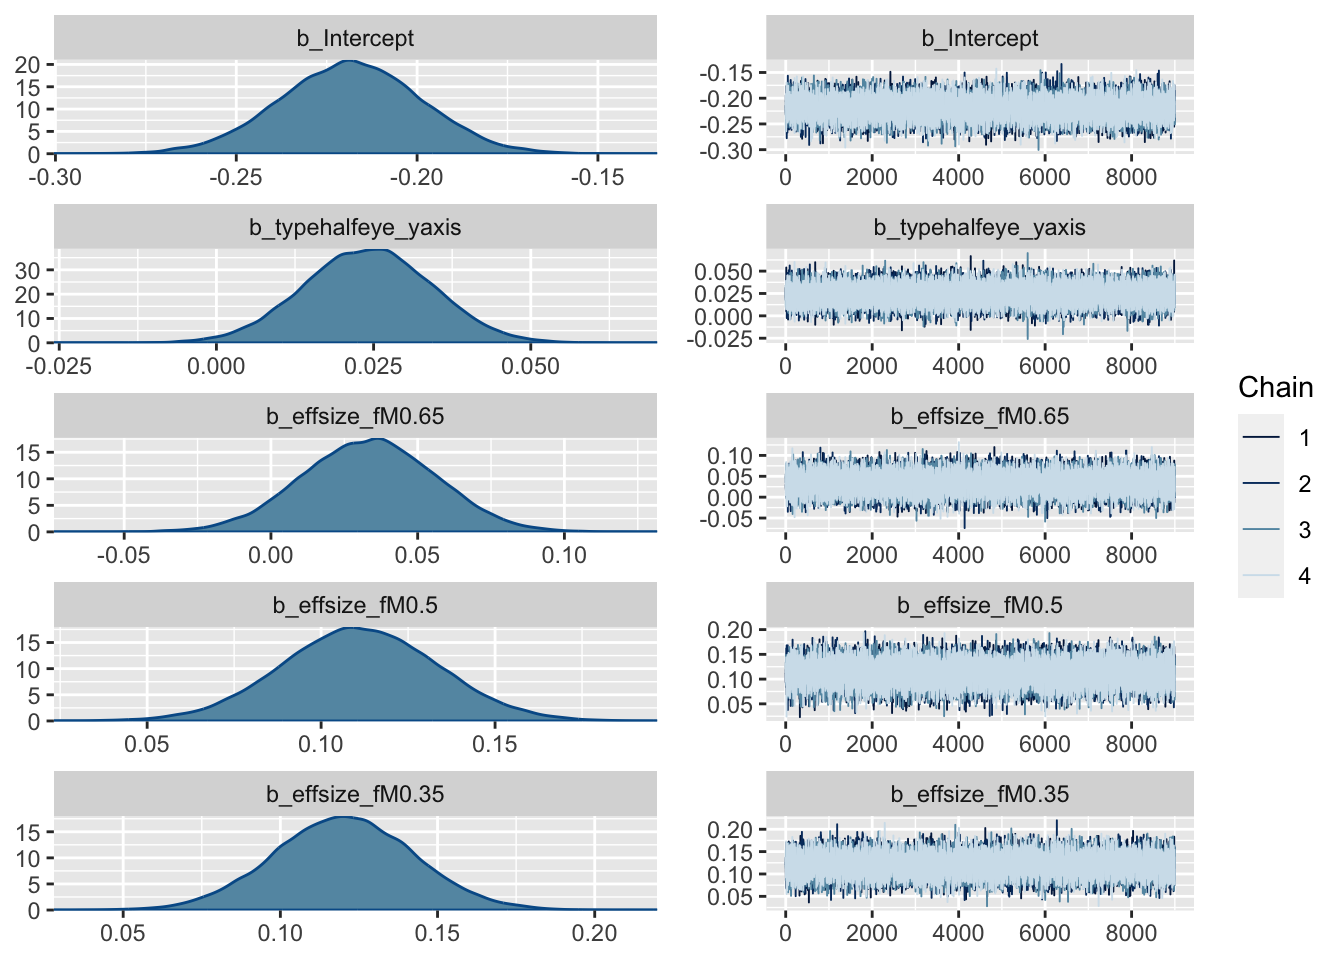 b_Intercept
20
15
10
5
0
-0.30 -0.25 -0.20 -0.15
b_Intercept
-0.15
-0.20
-0.25
-0.30
0 2000 4000 6000 8000
b_typehalfeye_yaxis
30
20
10
0
-0.025 0.000 0.025 0.050
b_typehalfeye_yaxis
0.050
0.025
0.000
-0.025
0 2000 4000 6000 8000
b_effsize_fM0.65
15
10
5
0
-0.05 0.00 0.05 0.10
b_effsize_fM0.65
0.10
0.05
0.00
-0.05
0 2000 4000 6000 8000
b_effsize_fM0.5
15
10
5
0
0.05 0.10 0.15
b_effsize_fM0.5
0.20
0.15
0.10
0.05
0 2000 4000 6000 8000
b_effsize_fM0.35
15
10
5
0
0.05 0.10 0.15 0.20
b_effsize_fM0.35
0.20
0.15
0.10
0.05
0 2000 4000 6000 8000
Chain
1
2
3
4